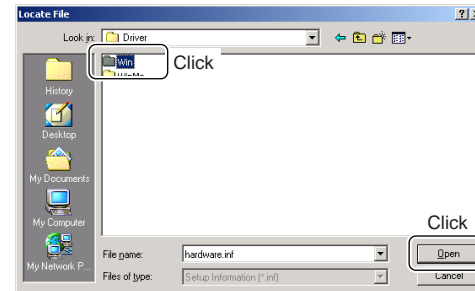 Locate File
Look in: Driver
Win
Click
WinMe
History
Desktop
My Documents
My Computer
My Network P...
File name: hardware.inf
Files of type: Setup Information (*.inf)
Click
Open
Cancel